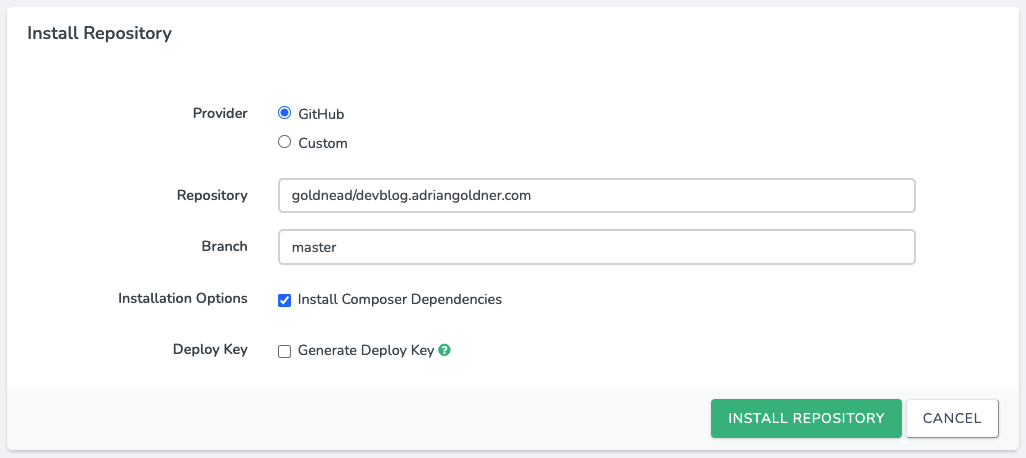 Install Repository
Provider
GitHub
Custom
Repository
goldnead/devblog.adriangoldner.com
Branch
master
Installation Options
Install Composer Dependencies
Deploy Key
Generate Deploy Key ?
INSTALL REPOSITORY
CANCEL